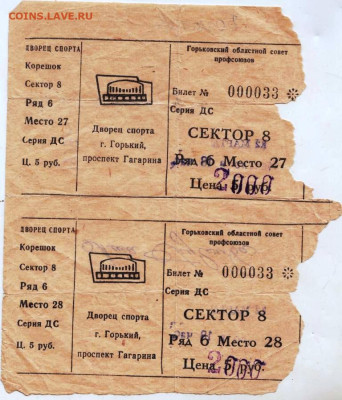 COINS.LAVE.RU
ДВОРЕЦ СПОРТА
Корешок
Сектор 8
Ряд 6
Место 27
Серия ДС
Ц. 5 руб.
Дворец спорта
г. Горький,
проспект Гагарина
Горьковский областной совет
профсоюзов
Билет № 000033
Серия ДС
СЕКТОР 8
Ряд 6 Место 27
Цена 5 руб.
2000
ДВОРЕЦ СПОРТА
Корешок
Сектор 8
Ряд 6
Место 28
Серия ДС
Ц. 5 руб.
Дворец спорта
г. Горький,
проспект Гагарина
Горьковский областной совет
профсоюзов
Билет № 000033
Серия ДС
СЕКТОР 8
Ряд 6 Место 28
Цена 5 руб.